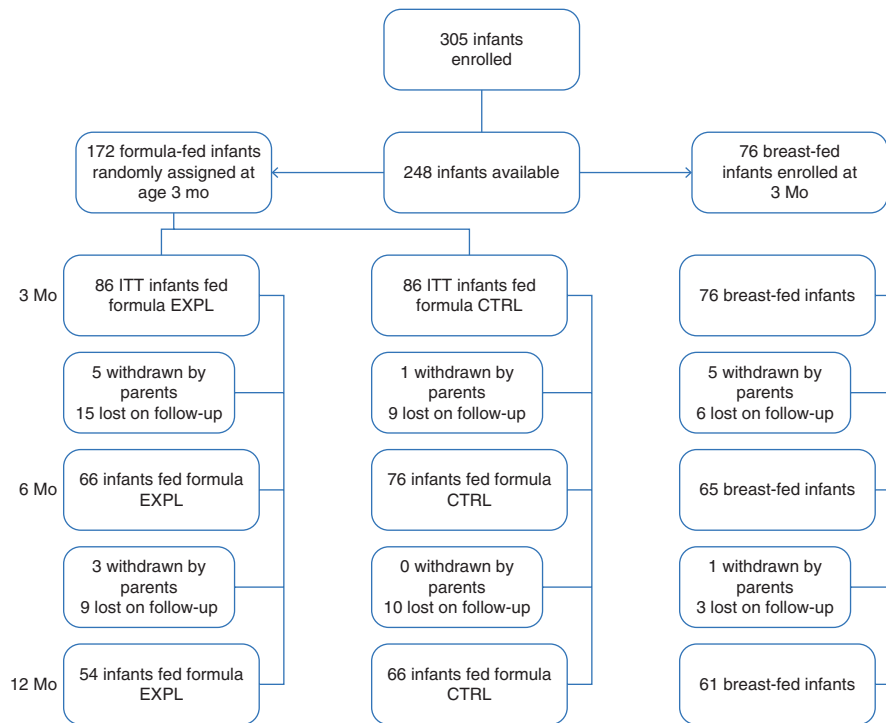 305 infants
enrolled
172 formula-fed infants
randomly assigned at
age 3 mo
248 infants available
76 breast-fed
infants enrolled at
3 Mo
3 Mo
86 ITT infants fed
formula EXPL
86 ITT infants fed
formula CTRL
76 breast-fed infants
5 withdrawn by
parents
15 lost on follow-up
1 withdrawn by
parents
9 lost on follow-up
5 withdrawn by
parents
6 lost on follow-up
6 Mo
66 infants fed formula
EXPL
76 infants fed formula
CTRL
65 breast-fed infants
3 withdrawn by
parents
9 lost on follow-up
0 withdrawn by
parents
10 lost on follow-up
1 withdrawn by
parents
3 lost on follow-up
12 Mo
54 infants fed formula
EXPL
66 infants fed formula
CTRL
61 breast-fed infants